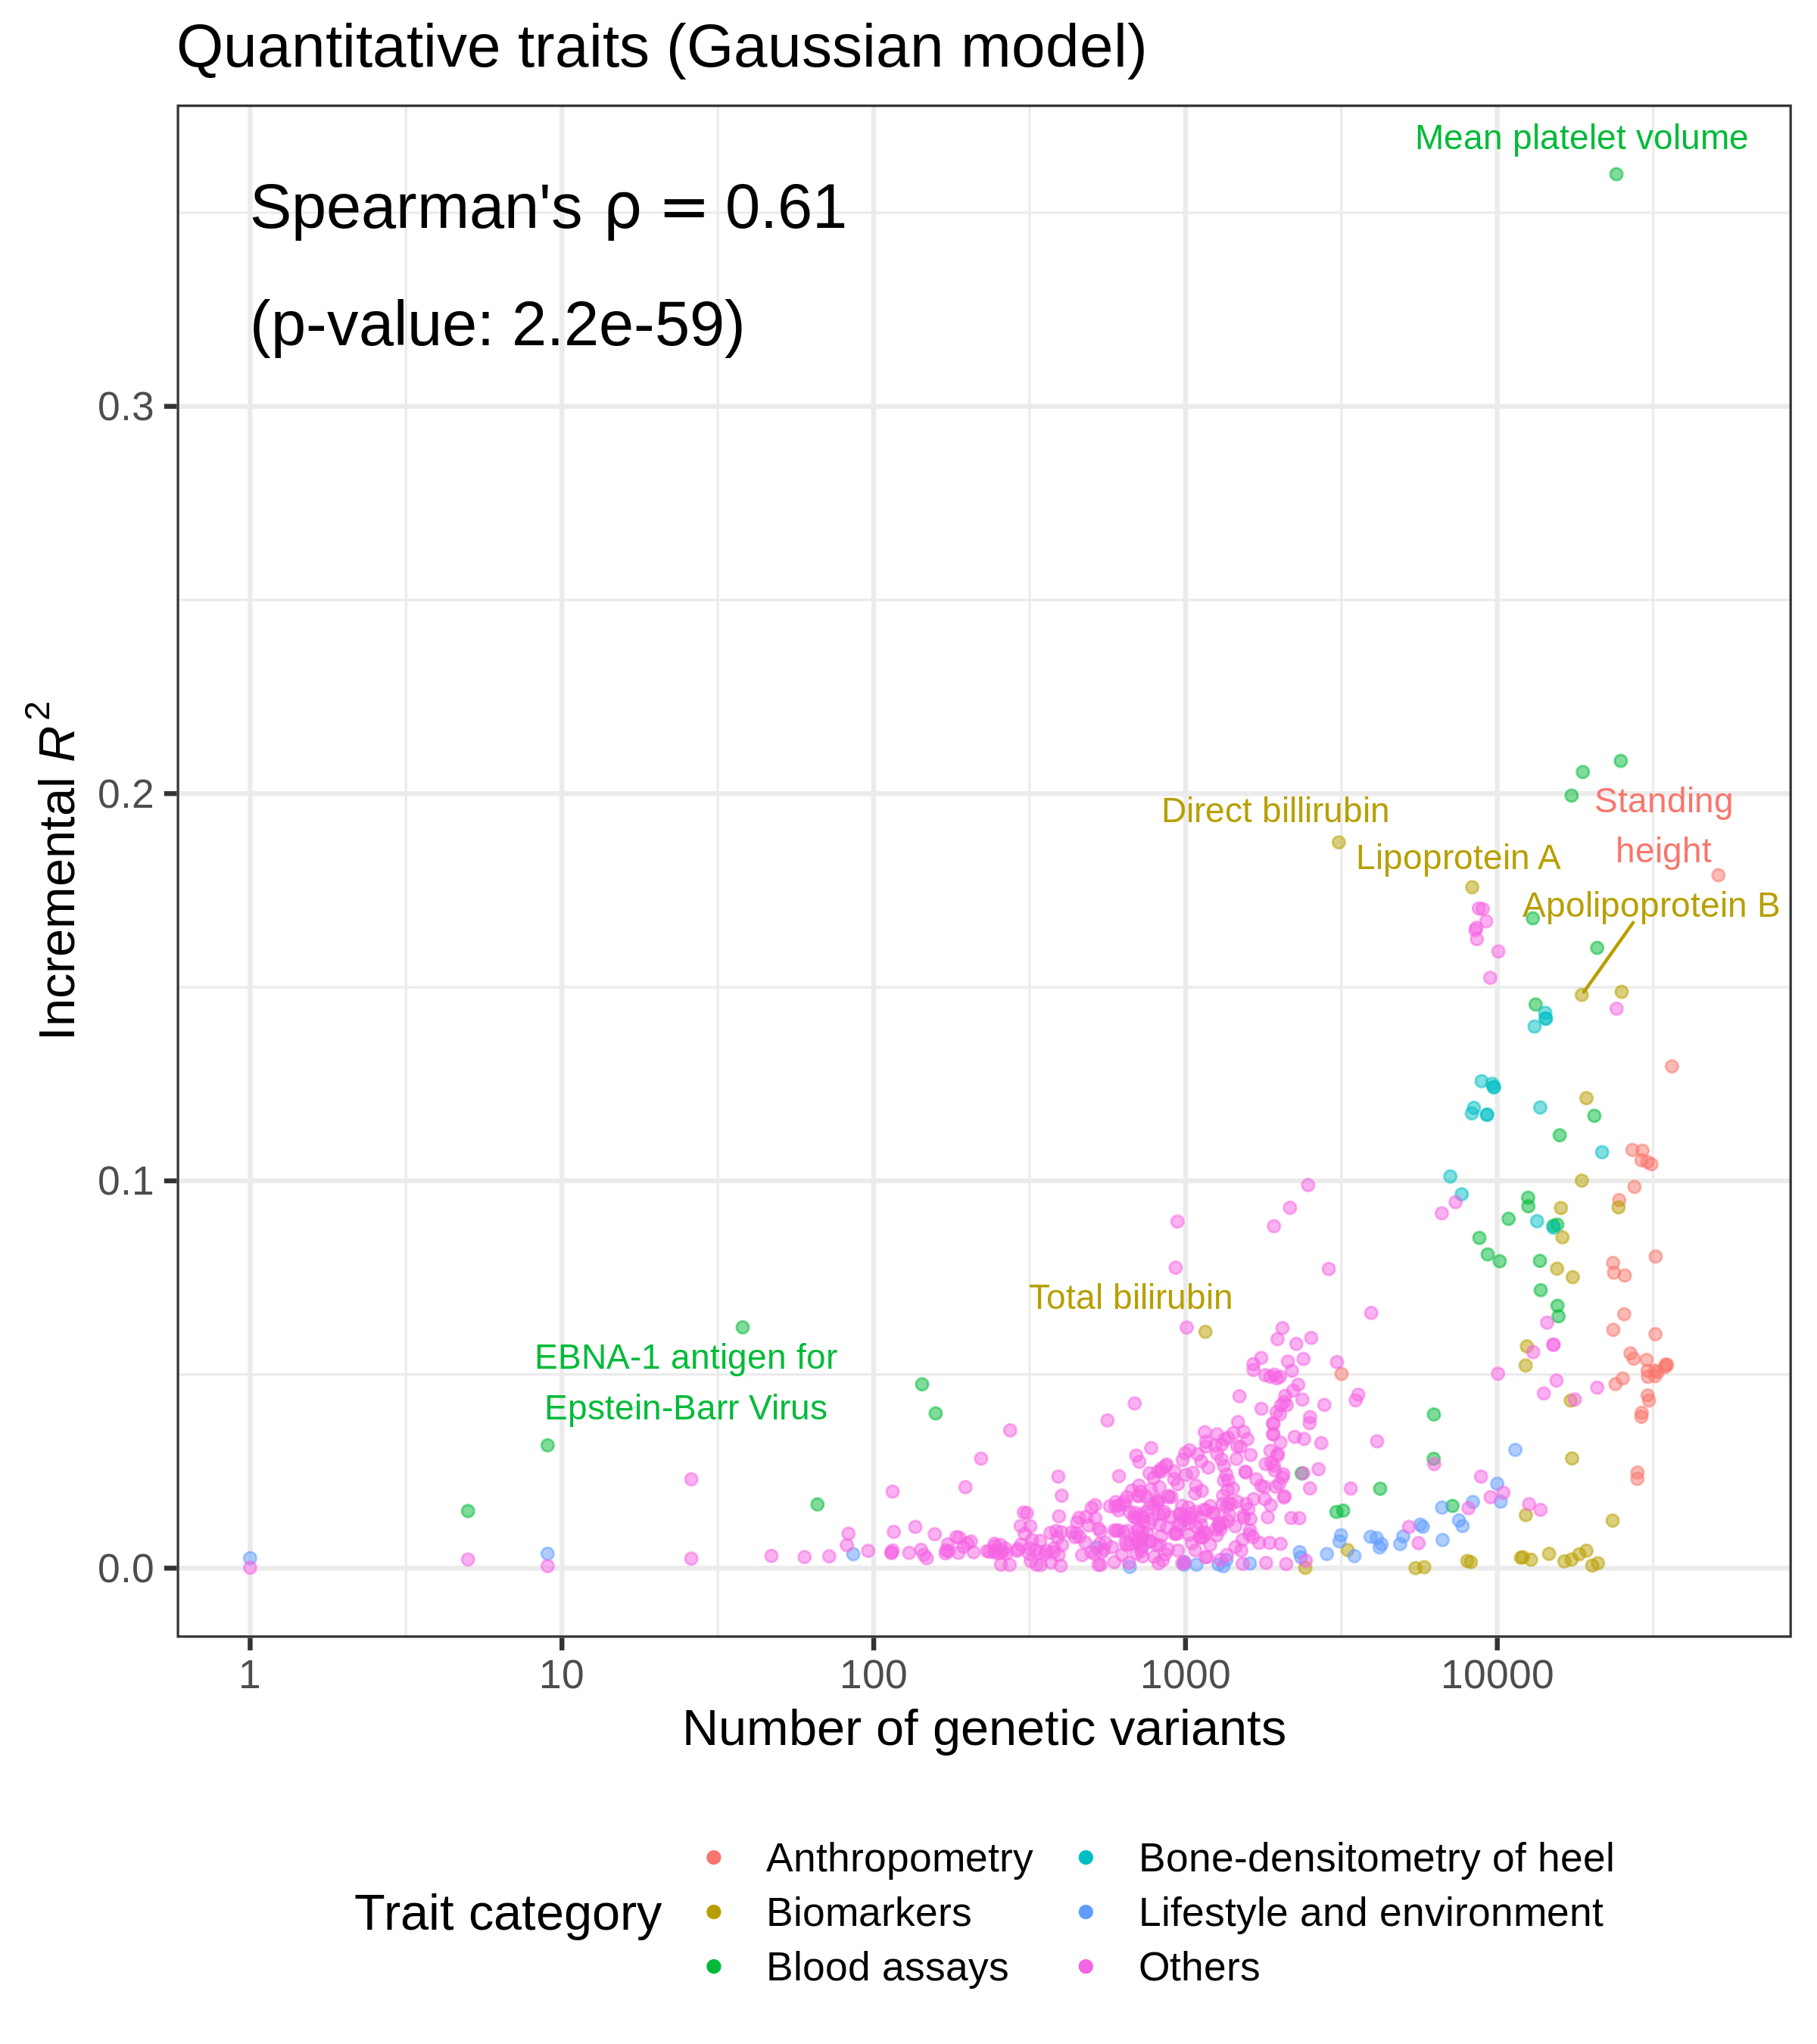 Quantitative traits (Gaussian model)
Mean platelet volume
Spearman's ρ = 0.61
(p-value: 2.2e-59)
0.3
0.2
0.1
0.0
Incremental R²
Direct billirubin
Lipoprotein A
Standing
height
Apolipoprotein B
Total bilirubin
EBNA-1 antigen for
Epstein-Barr Virus
1 10 100 1000 10000
Number of genetic variants
Trait category
Anthropometry
Biomarkers
Blood assays
Bone-densitometry of heel
Lifestyle and environment
Others